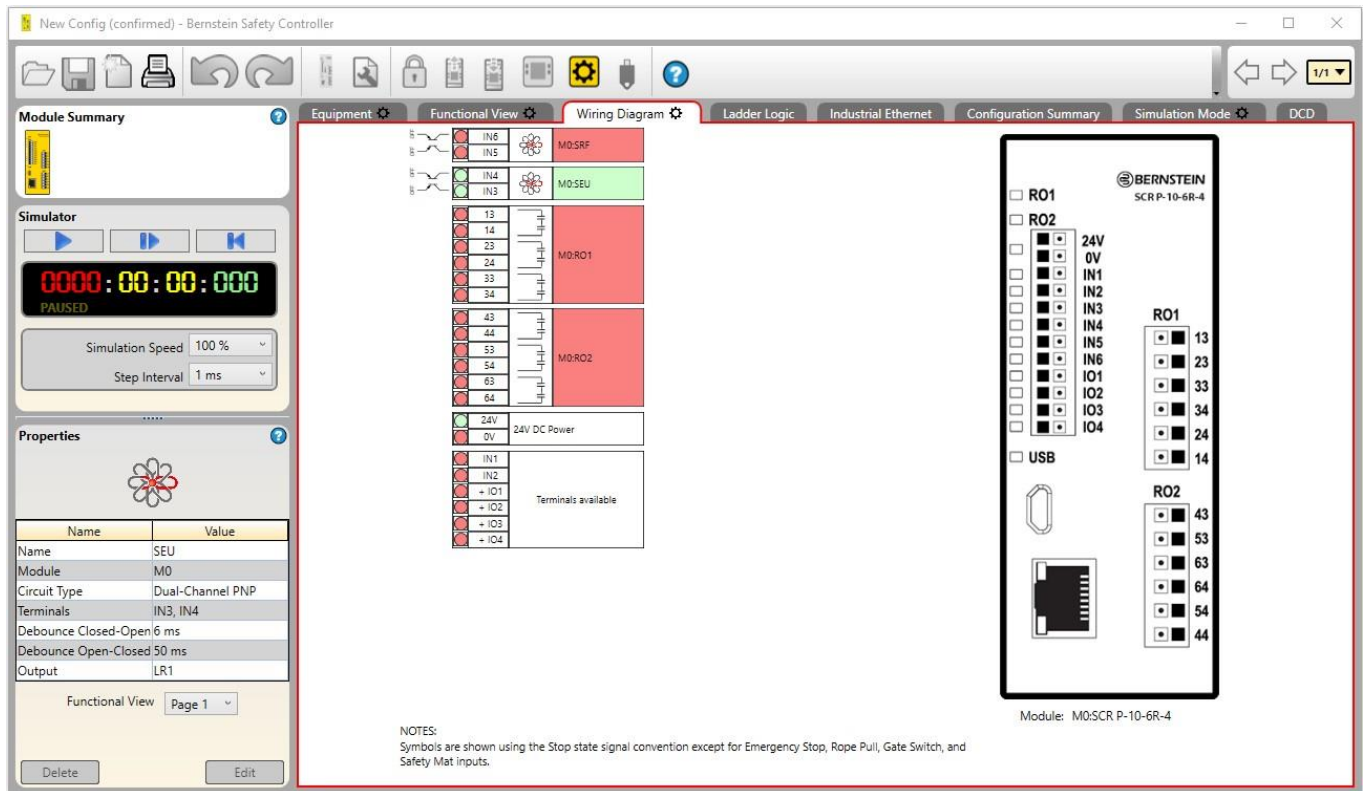 New Config (confirmed) - Bernstein Safety Controller
1/1
Module Summary
Equipment
Functional View
Wiring Diagram
Ladder Logic
Industrial Ethernet
Configuration Summary
Simulation Mode
DCD
Simulator
0000:00:00:000
PAUSED
Simulation Speed 100 %
Step Interval 1 ms
Properties
Name Value
Name SEU
Module M0
Circuit Type Dual-Channel PNP
Terminals IN3, IN4
Debounce Closed-Open 6 ms
Debounce Open-Closed 50 ms
Output LR1
Functional View Page 1
Delete Edit
IN6
IN5
M0:SRF
IN4
IN3
M0:SEU
13
14
23
24
33
34
M0:RO1
43
44
53
54
63
64
M0:RO2
24V
0V
24V DC Power
IN1
IN2
+ IO1
+ IO2
+ IO3
+ IO4
Terminals available
BERNSTEIN
SCR P-10-6R-4
RO1
RO2
24V
0V
IN1
IN2
IN3
IN4
IN5
IN6
IO1
IO2
IO3
IO4
USB
RO1
13
23
33
34
24
14
RO2
43
53
63
64
54
44
Module: M0:SCR P-10-6R-4
NOTES:
Symbols are shown using the Stop state signal convention except for Emergency Stop, Rope Pull, Gate Switch, and
Safety Mat inputs.